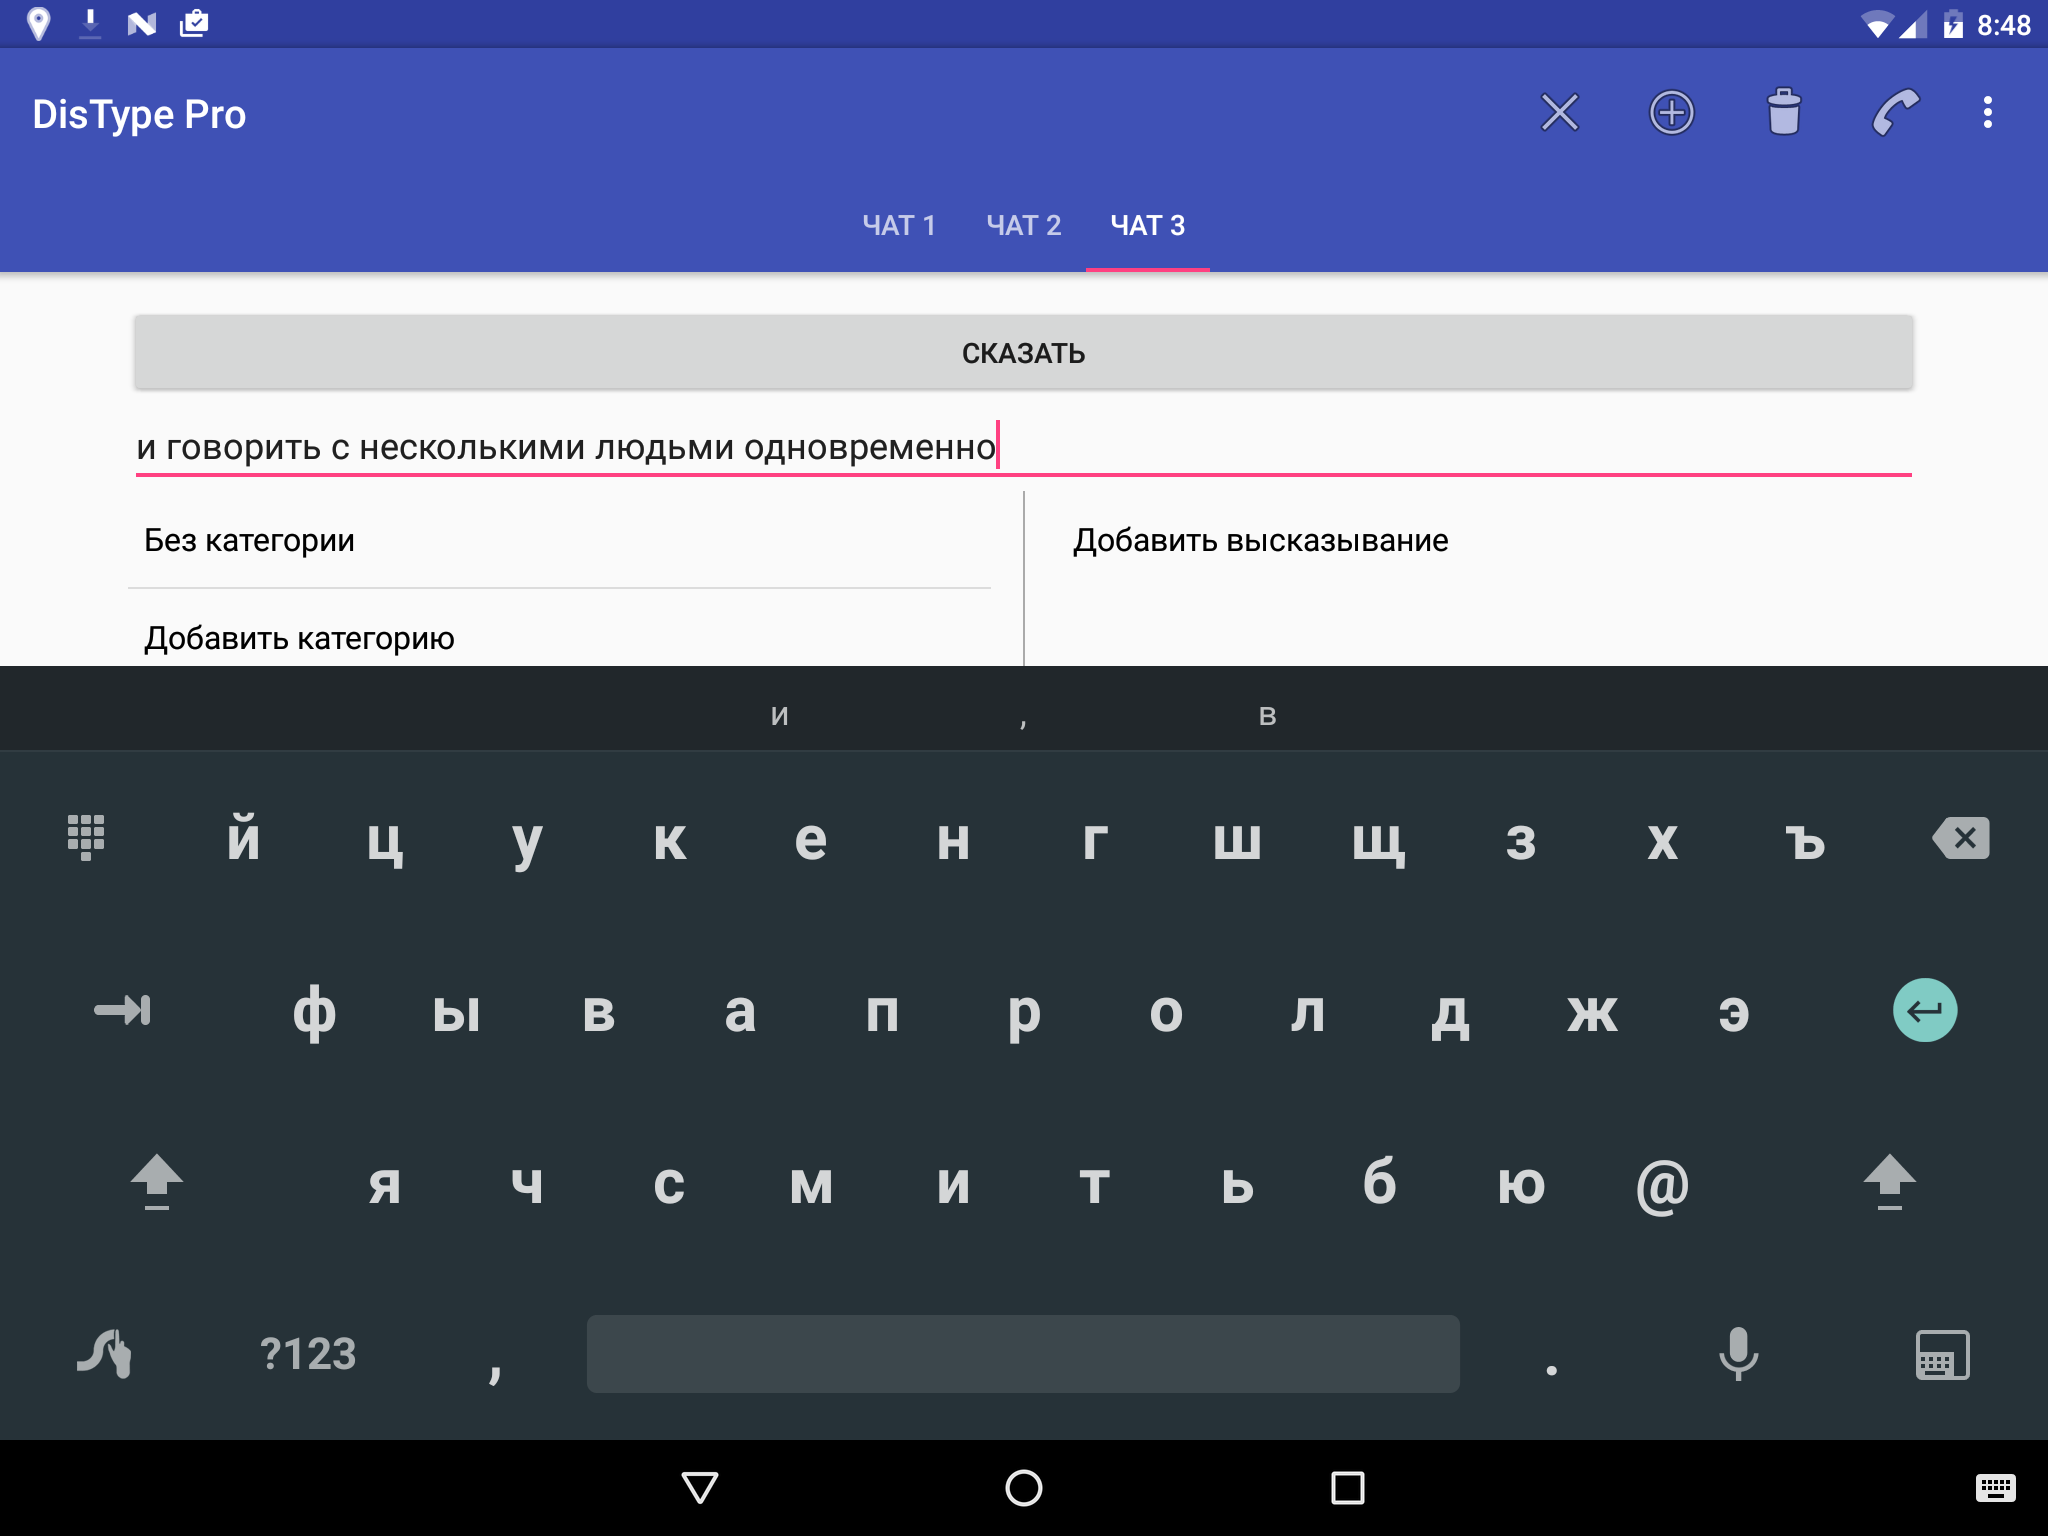 8:48
DisType Pro
ЧАТ 1 ЧАТ 2 ЧАТ 3
СКАЗАТЬ
и говорить с несколькими людьми одновременно
Без категории
Добавить категорию
Добавить высказывание
и , в
й ц у к е н г ш щ з х ъ
ф ы в а п р о л д ж э
я ч с м и т ь б ю @
?123 , .